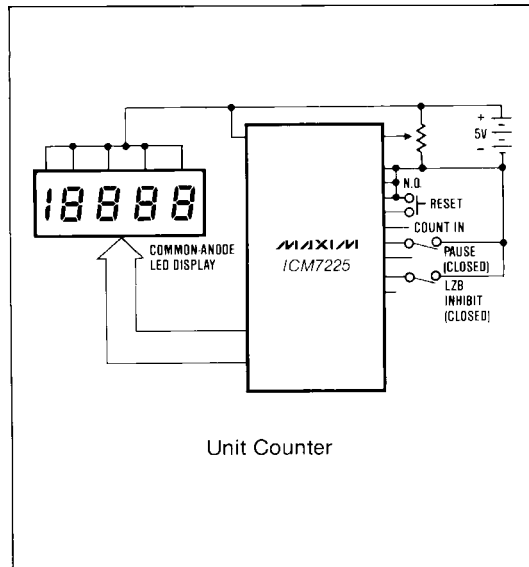 +
5V
−
N.O.
RESET
COUNT IN
PAUSE
(CLOSED)
LZB
INHIBIT
(CLOSED)
18888
COMMON-ANODE
LED DISPLAY
MAXIM
ICM7225
Unit Counter